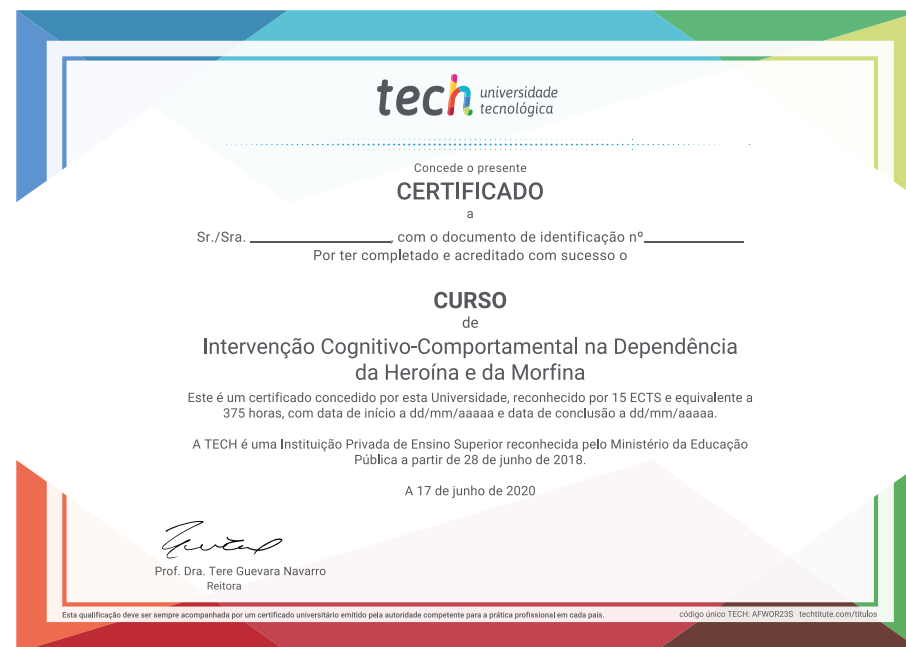 tech universidade
tecnológica
Concede o presente
CERTIFICADO
a
Sr./Sra. ____________________, com o documento de identificação nº______________
Por ter completado e acreditado com sucesso o
CURSO
de
Intervenção Cognitivo-Comportamental na Dependência
da Heroína e da Morfina
Este é um certificado concedido por esta Universidade, reconhecido por 15 ECTS e equivalente a
375 horas, com data de início a dd/mm/aaaaa e data de conclusão a dd/mm/aaaaa.
A TECH é uma Instituição Privada de Ensino Superior reconhecida pelo Ministério da Educação
Pública a partir de 28 de junho de 2018.
A 17 de junho de 2020
Prof. Dra. Tere Guevara Navarro
Reitora
Esta qualificação deve ser sempre acompanhada por um certificado universitário emitido pela autoridade competente para a prática profissional em cada país. código único TECH: AFWOR23S techtitute.com/titulos